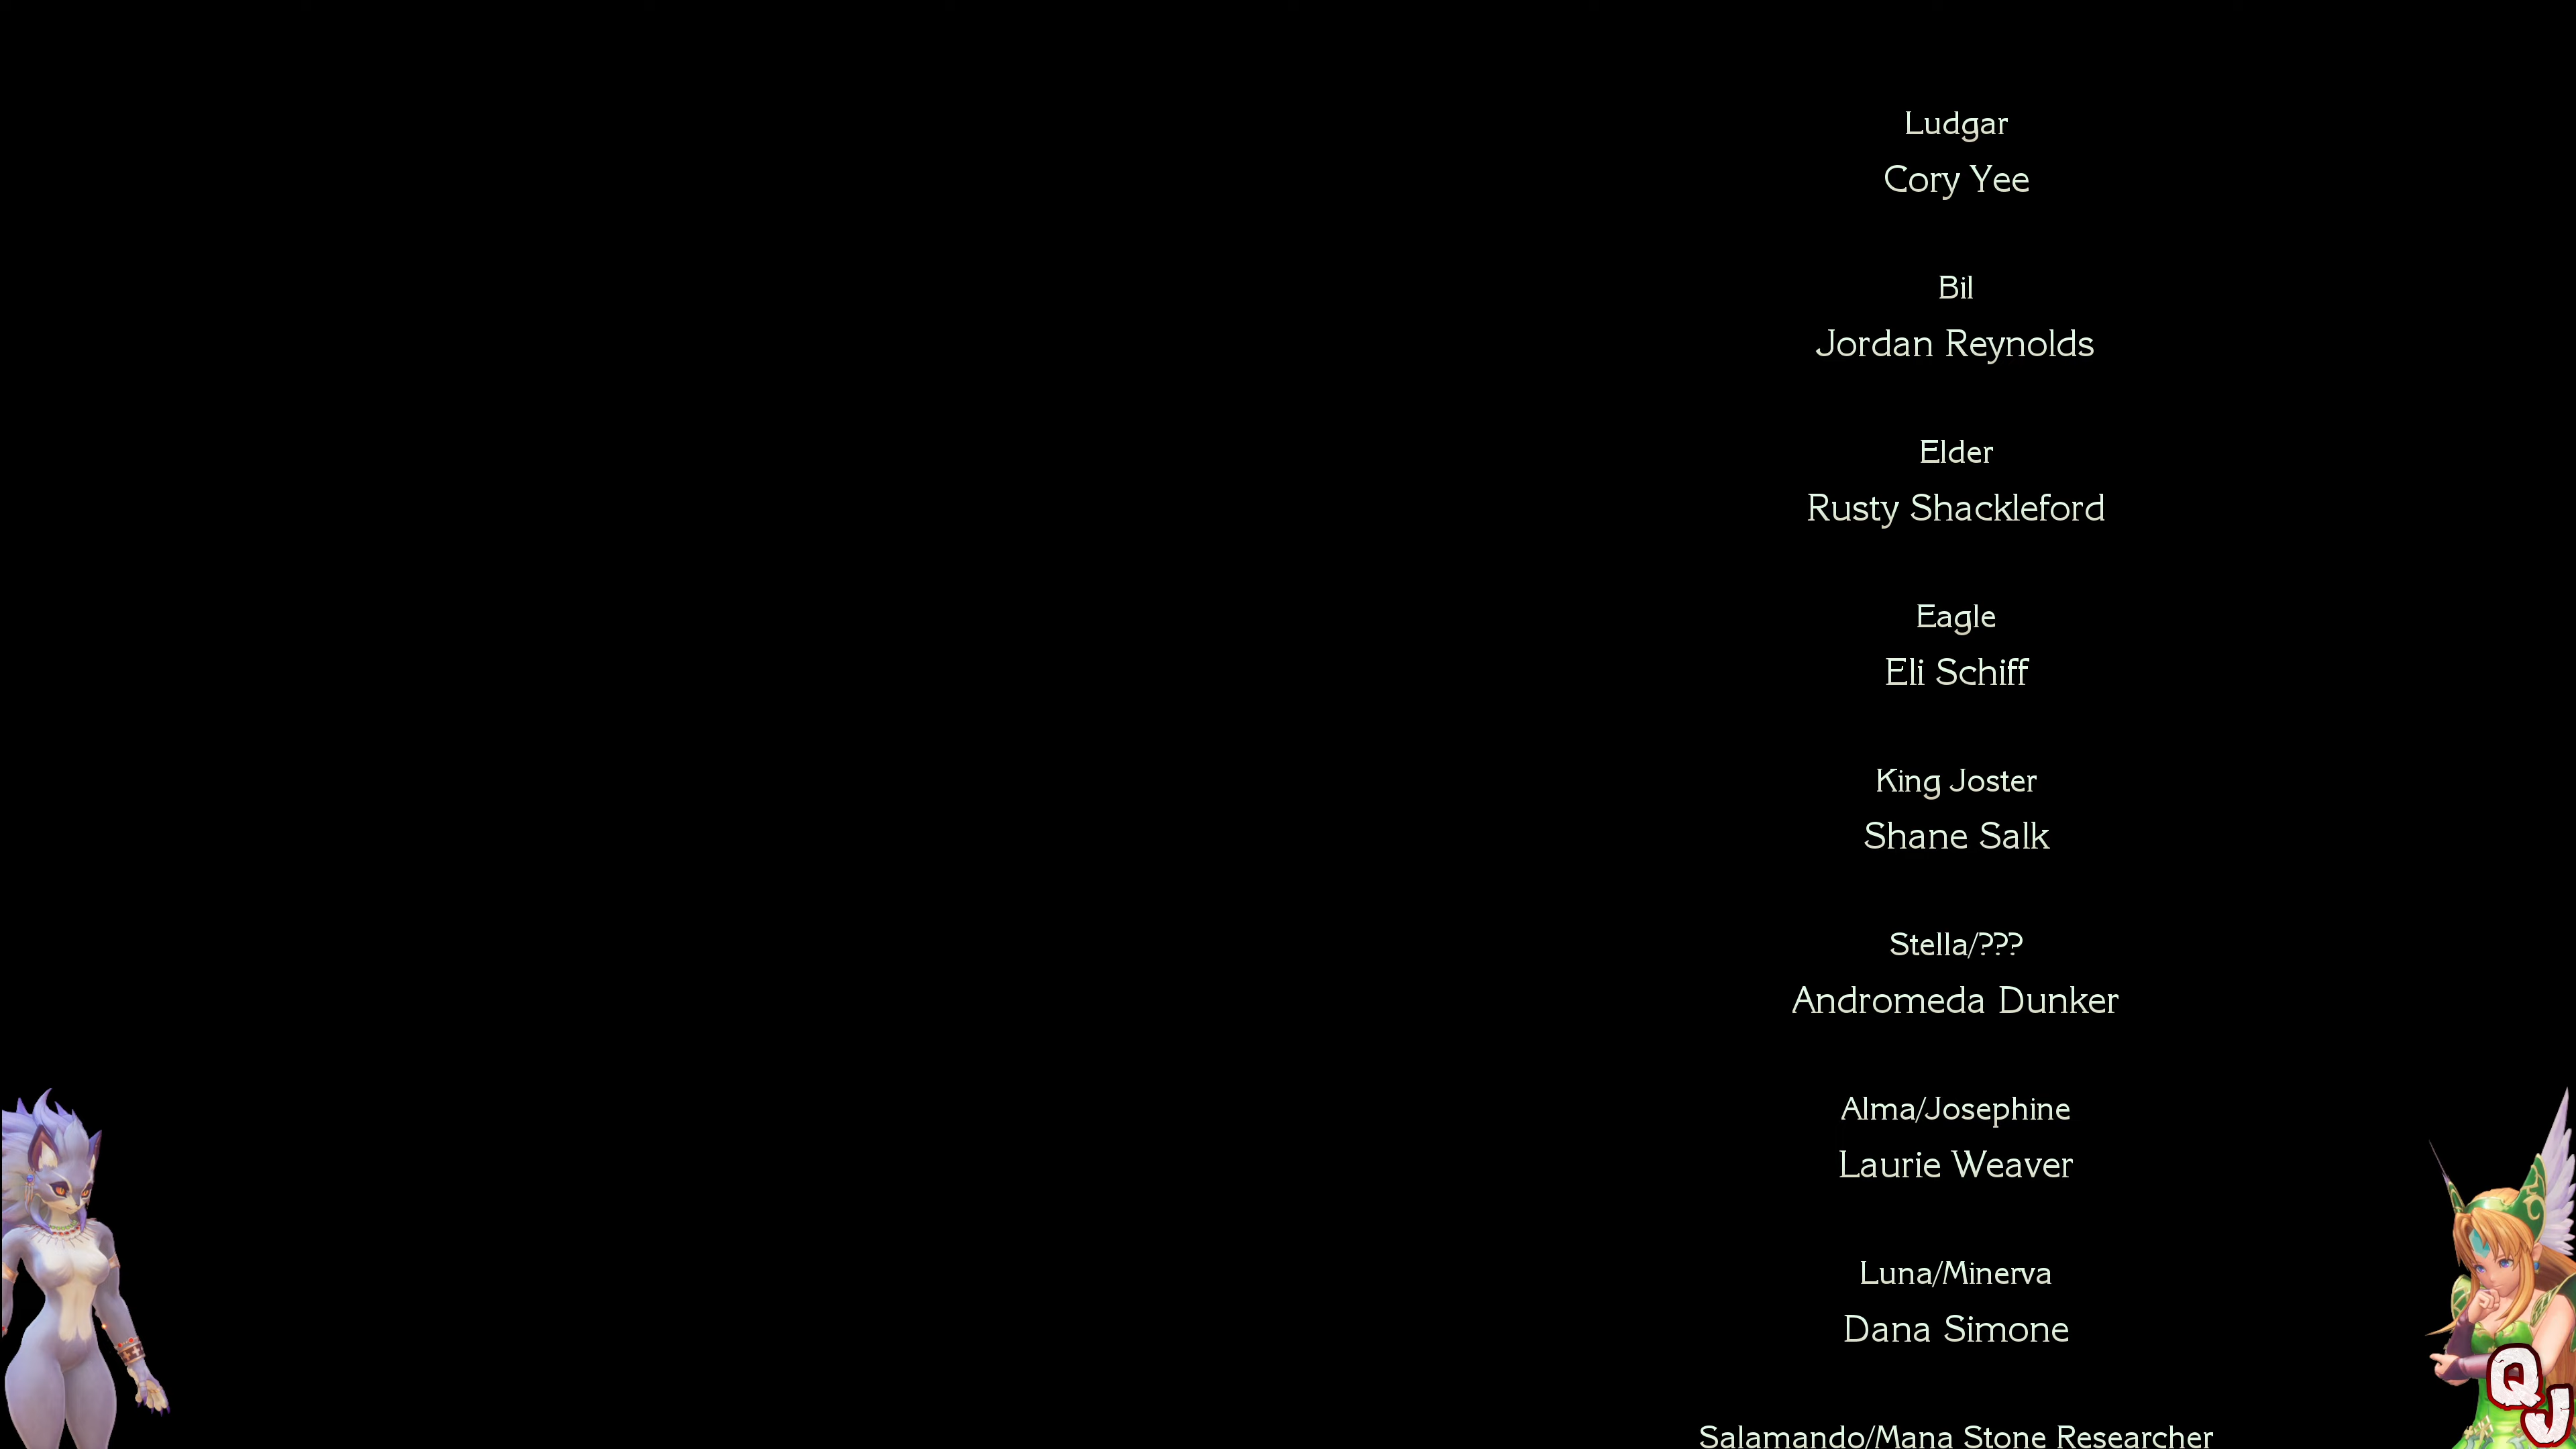 Ludgar
Cory Yee
Bil
Jordan Reynolds
Elder
Rusty Shackleford
Eagle
Eli Schiff
King Joster
Shane Salk
Stella/???
Andromeda Dunker
Alma/Josephine
Laurie Weaver
Luna/Minerva
Dana Simone
Salamando/Mana Stone Researcher
QJ